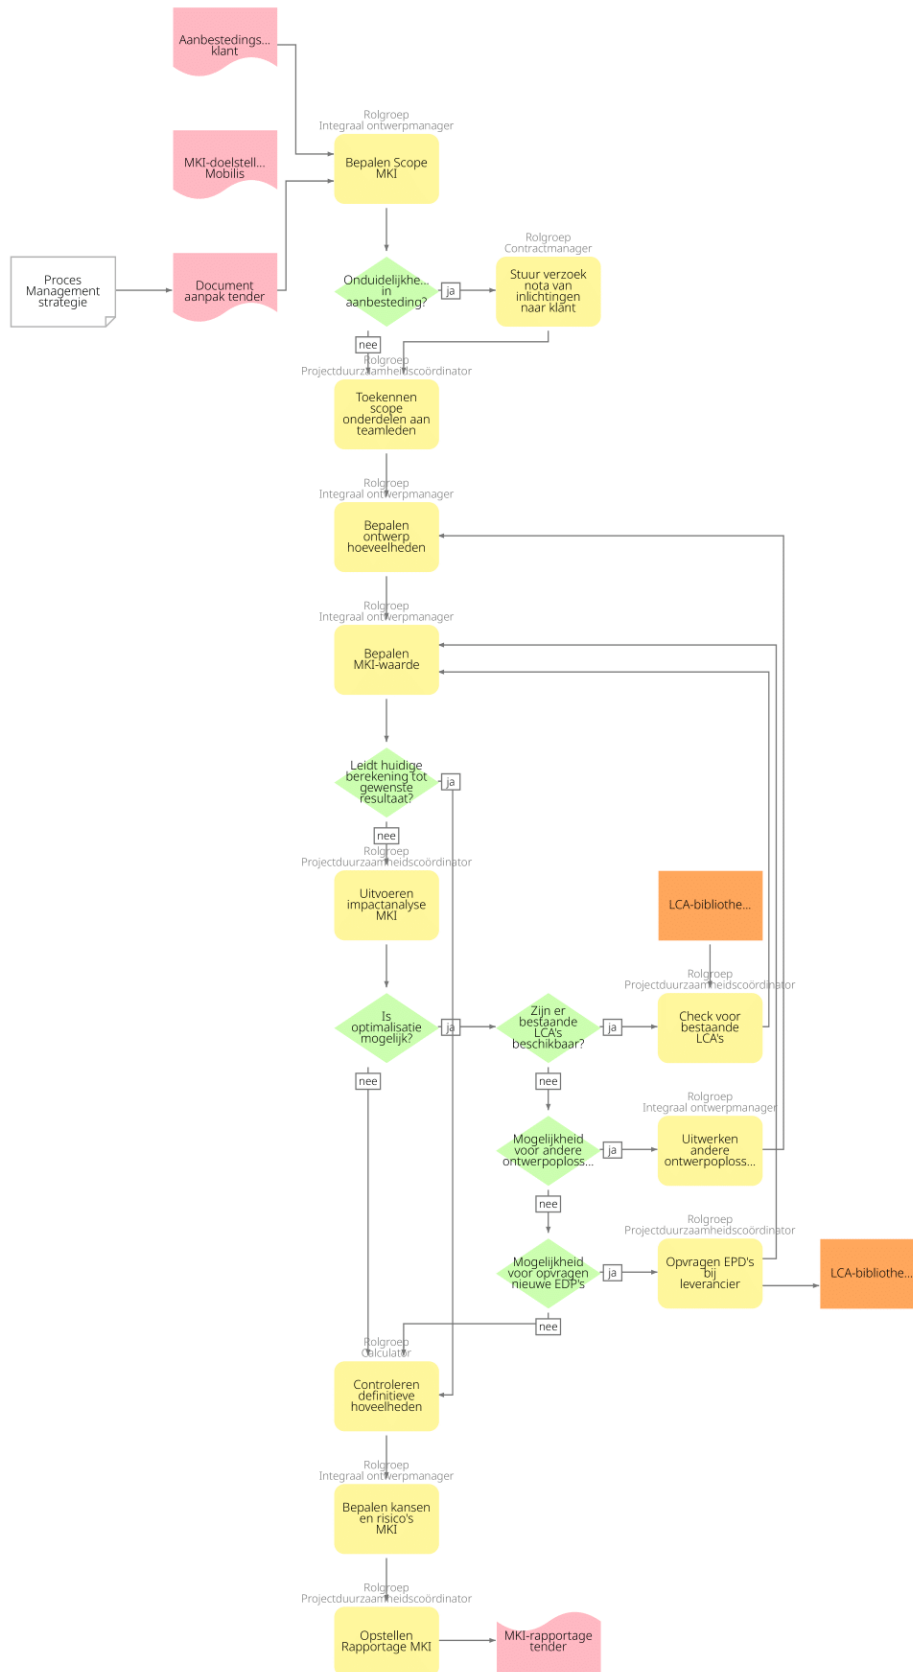 Aanbestedings...
klant
Rolgroep
Integraal ontwerpmanager
Bepalen Scope
MKI
MKI-doelstell...
Mobilis
Rolgroep
Contractmanager
Proces
Management
strategie
Document
aanpak tender
Onduidelijkhe...
in
aanbesteding?
ja
Stuur verzoek
nota van
inlichtingen
naar klant
nee
Rolgroep
Projectduurzaamheidscoördinator
Toekennen
scope
onderdelen aan
teamleden
Rolgroep
Integraal ontwerpmanager
Bepalen
ontwerp
hoeveelheden
Rolgroep
Integraal ontwerpmanager
Bepalen
MKI-waarde
Leidt huidige
berekening tot
gewenste
resultaat?
ja
nee
Rolgroep
Projectduurzaamheidscoördinator
Uitvoeren
impactanalyse
MKI
LCA-bibliothe...
Rolgroep
Projectduurzaamheidscoördinator
Is
optimalisatie
mogelijk?
ja
Zijn er
bestaande
LCA's
beschikbaar?
ja
Check voor
bestaande
LCA's
nee
nee
Rolgroep
Integraal ontwerpmanager
Mogelijkheid
voor andere
ontwerpoploss...
ja
Uitwerken
andere
ontwerpoploss...
nee
Rolgroep
Projectduurzaamheidscoördinator
Mogelijkheid
voor opvragen
nieuwe EDP's
ja
Opvragen EPD's
bij
leverancier
LCA-bibliothe...
nee
Rolgroep
Calculator
Controleren
definitieve
hoveelheden
Rolgroep
Integraal ontwerpmanager
Bepalen kansen
en risico's
MKI
Rolgroep
Projectduurzaamheidscoördinator
Opstellen
Rapportage MKI
MKI-rapportage
tender